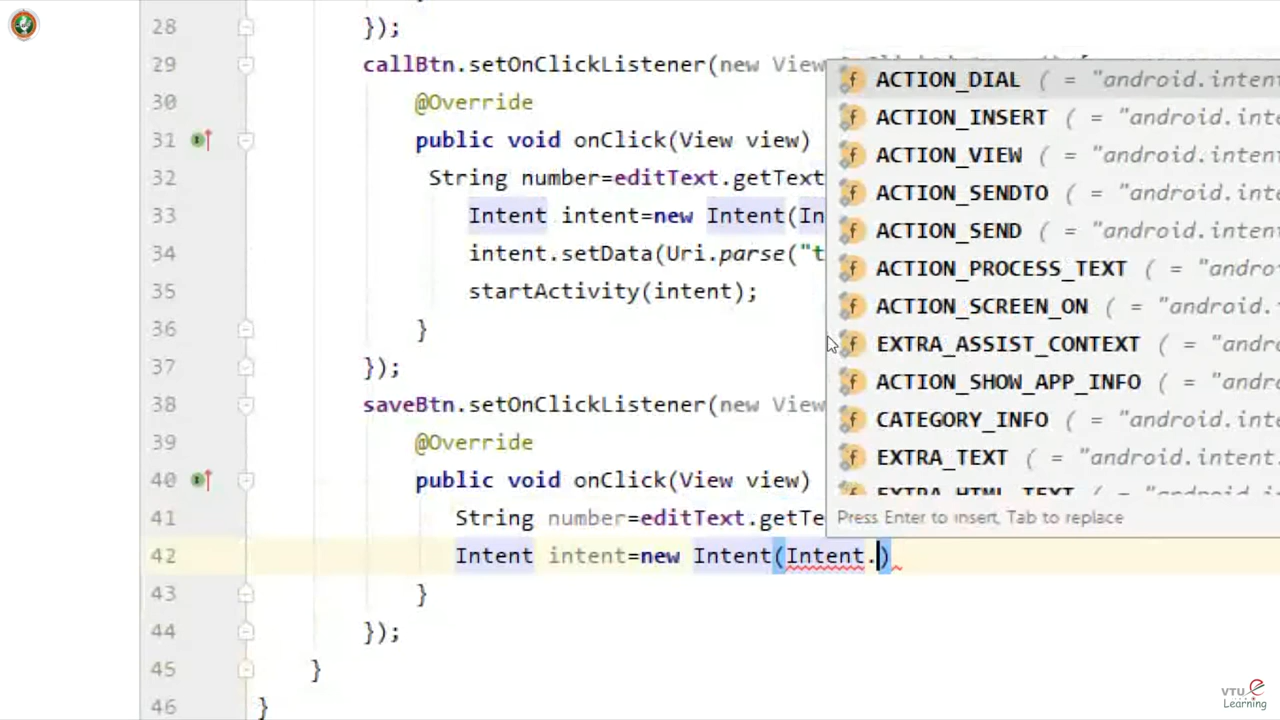 28 });
29 callBtn.setOnClickListener(new View
30 @Override
31 public void onClick(View view)
32 String number=editText.getText
33 Intent intent=new Intent(In
34 intent.setData(Uri.parse("t
35 startActivity(intent);
36 }
37 });
38 saveBtn.setOnClickListener(new View
39 @Override
40 public void onClick(View view)
41 String number=editText.getTe
42 Intent intent=new Intent(Intent.)
43 }
44 });
45 }
46 }
f ACTION_DIAL ( = "android.intent
f ACTION_INSERT ( = "android.inte
f ACTION_VIEW ( = "android.intent
f ACTION_SENDTO ( = "android.inte
f ACTION_SEND ( = "android.intent
f ACTION_PROCESS_TEXT ( = "andro
f ACTION_SCREEN_ON ( = "android.
f EXTRA_ASSIST_CONTEXT ( = "andr
f ACTION_SHOW_APP_INFO ( = "andr
f CATEGORY_INFO ( = "android.inte
f EXTRA_TEXT ( = "android.intent.
f EXTRA_HTML_TEXT
Press Enter to insert, Tab to replace
VTU e
Learning